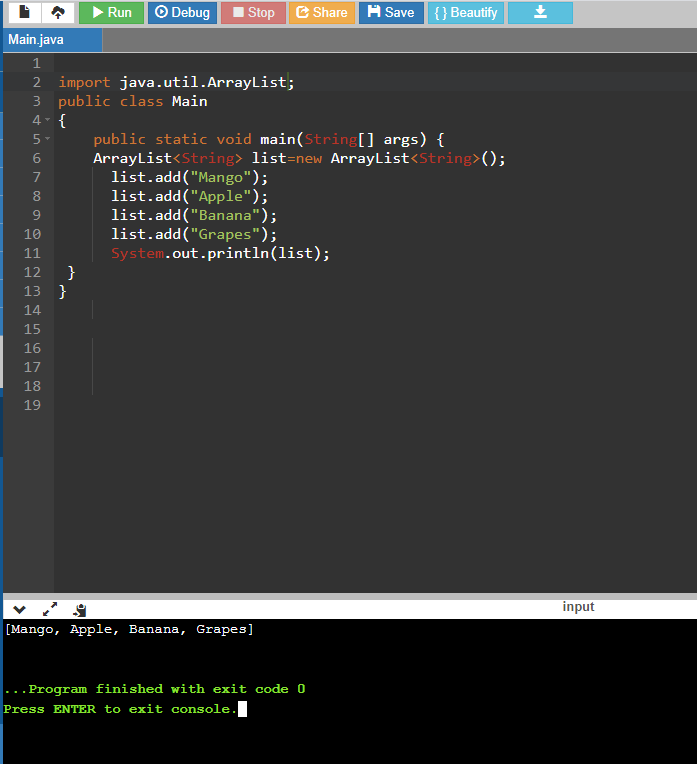 Run Debug Stop Share Save { } Beautify
Main.java
1
2 import java.util.ArrayList;
3 public class Main
4 {
5 public static void main(String[] args) {
6 ArrayList<String> list=new ArrayList<String>();
7 list.add("Mango");
8 list.add("Apple");
9 list.add("Banana");
10 list.add("Grapes");
11 System.out.println(list);
12 }
13 }
14
15
16
17
18
19
input
[Mango, Apple, Banana, Grapes]
...Program finished with exit code 0
Press ENTER to exit console.